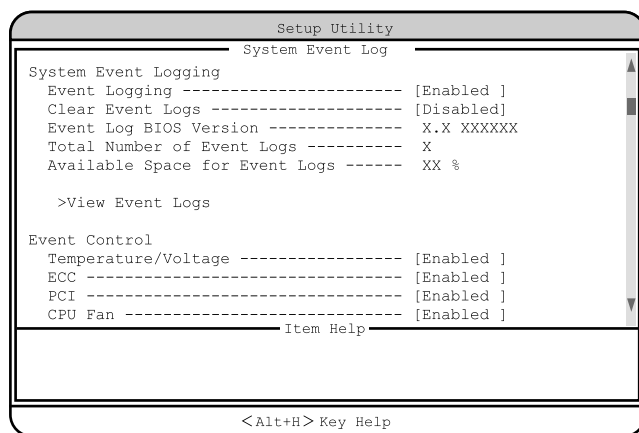 Setup Utility
System Event Log
System Event Logging
Event Logging ----------------------- [Enabled ]
Clear Event Logs -------------------- [Disabled]
Event Log BIOS Version -------------- X.X XXXXXX
Total Number of Event Logs ---------- X
Available Space for Event Logs ------ XX %
>View Event Logs
Event Control
Temperature/Voltage ----------------- [Enabled ]
ECC --------------------------------- [Enabled ]
PCI --------------------------------- [Enabled ]
CPU Fan ----------------------------- [Enabled ]
Item Help
<Alt+H> Key Help